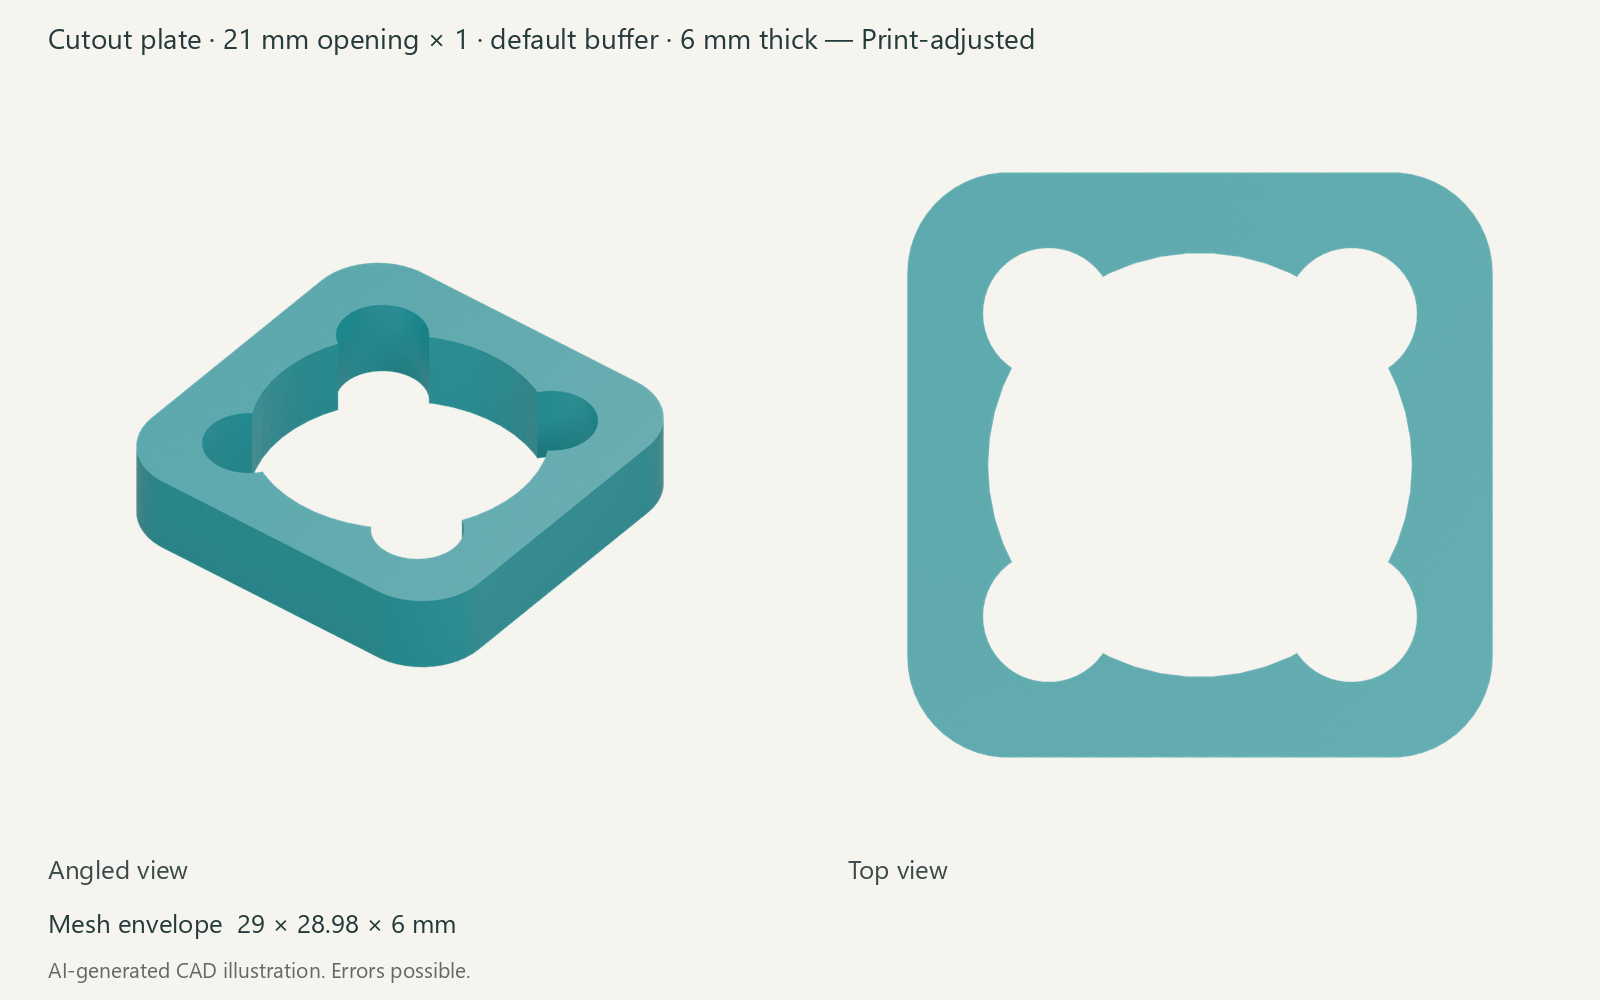 Cutout plate · 21 mm opening × 1 · default buffer · 6 mm thick — Print-adjusted
Angled view
Top view
Mesh envelope 29 × 28.98 × 6 mm
AI-generated CAD illustration. Errors possible.